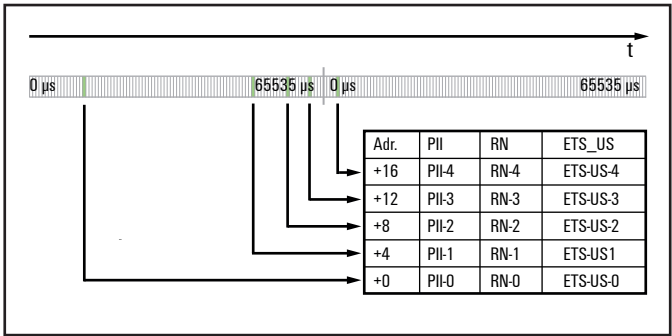 t
0 µs 65535 µs 0 µs 65535 µs
Adr. PII RN ETS_US
+16 PII-4 RN-4 ETS-US-4
+12 PII-3 RN-3 ETS-US-3
+8 PII-2 RN-2 ETS-US-2
+4 PII-1 RN-1 ETS-US1
+0 PII-0 RN-0 ETS-US-0